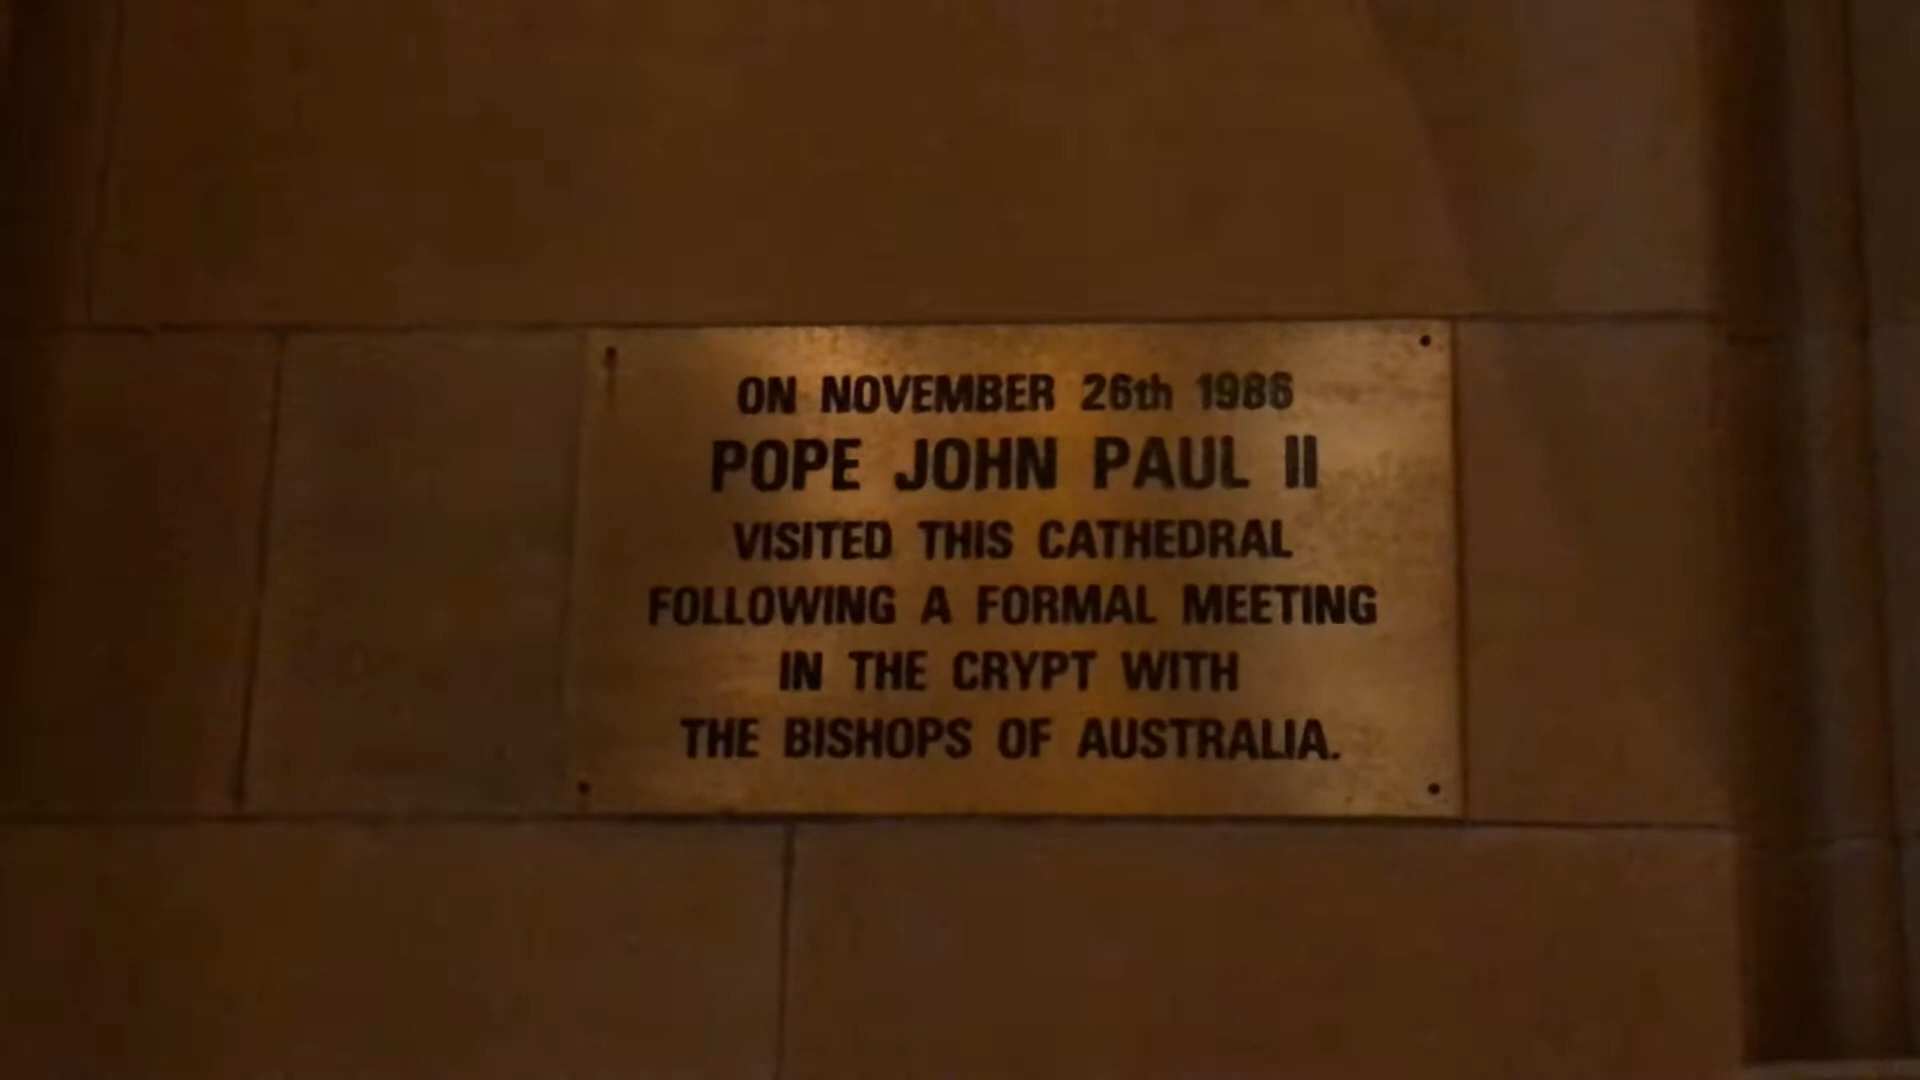 ON NOVEMBER 26th 1986
POPE JOHN PAUL II
VISITED THIS CATHEDRAL
FOLLOWING A FORMAL MEETING
IN THE CRYPT WITH
THE BISHOPS OF AUSTRALIA.